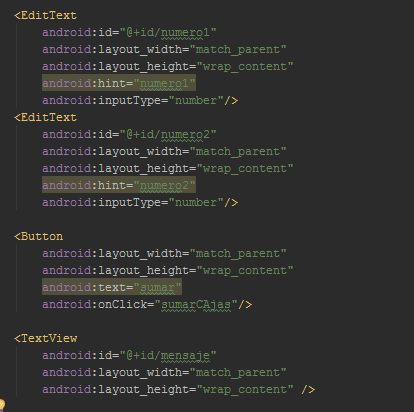 <EditText
android:id="@+id/numero1"
android:layout_width="match_parent"
android:layout_height="wrap_content"
android:hint="numero1"
android:inputType="number"/>
<EditText
android:id="@+id/numero2"
android:layout_width="match_parent"
android:layout_height="wrap_content"
android:hint="numero2"
android:inputType="number"/>
<Button
android:layout_width="match_parent"
android:layout_height="wrap_content"
android:text="sumar"
android:onClick="sumarCAjas"/>
<TextView
android:id="@+id/mensaje"
android:layout_width="match_parent"
android:layout_height="wrap_content" />